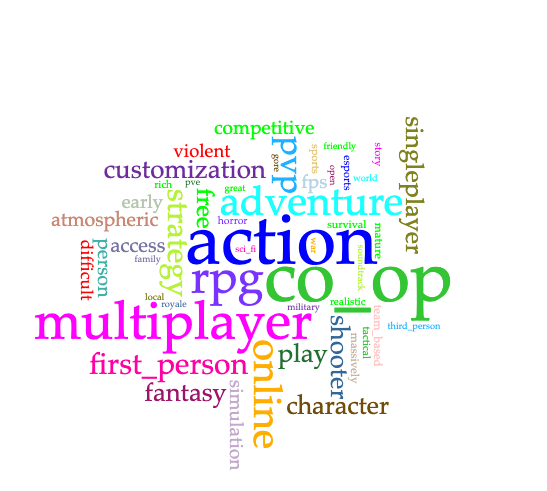 competitive
singleplayer
violent
pvp
gore
sports
friendly
esports
story
customization
open
world
rich
pve
great
fps
early
free
strategy
adventure
atmospheric
horror
survival
mature
person
access
action
sci_fi
war
soundtrack
difficult
family
rpg
co_op
local
royale
military
realistic
multiplayer
third_person
shooter
tactical
team_based
massively
first_person
online
play
fantasy
simulation
character